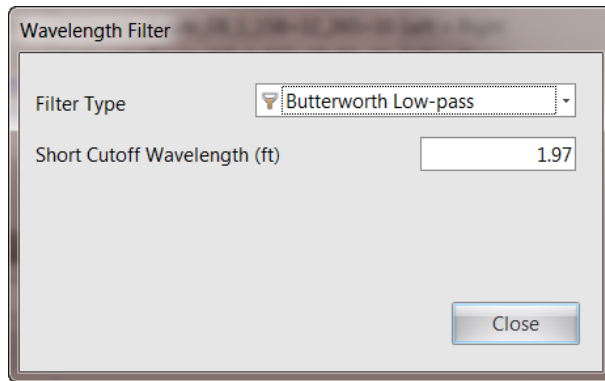 Wavelength Filter
Filter Type
Butterworth Low-pass
Short Cutoff Wavelength (ft)
1.97
Close